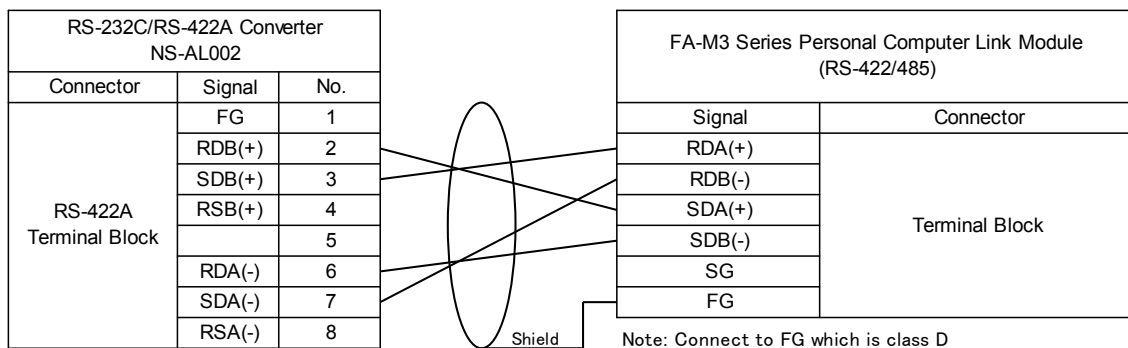 RS-232C/RS-422A Converter
NS-AL002
Connector Signal No.
RS-422A
Terminal Block
FG 1
RDB(+) 2
SDB(+) 3
RSB(+) 4
5
RDA(-) 6
SDA(-) 7
RSA(-) 8
Shield
FA-M3 Series Personal Computer Link Module
(RS-422/485)
Signal Connector
RDA(+)
RDB(-)
SDA(+)
SDB(-)
SG
FG
Terminal Block
Note: Connect to FG which is class D